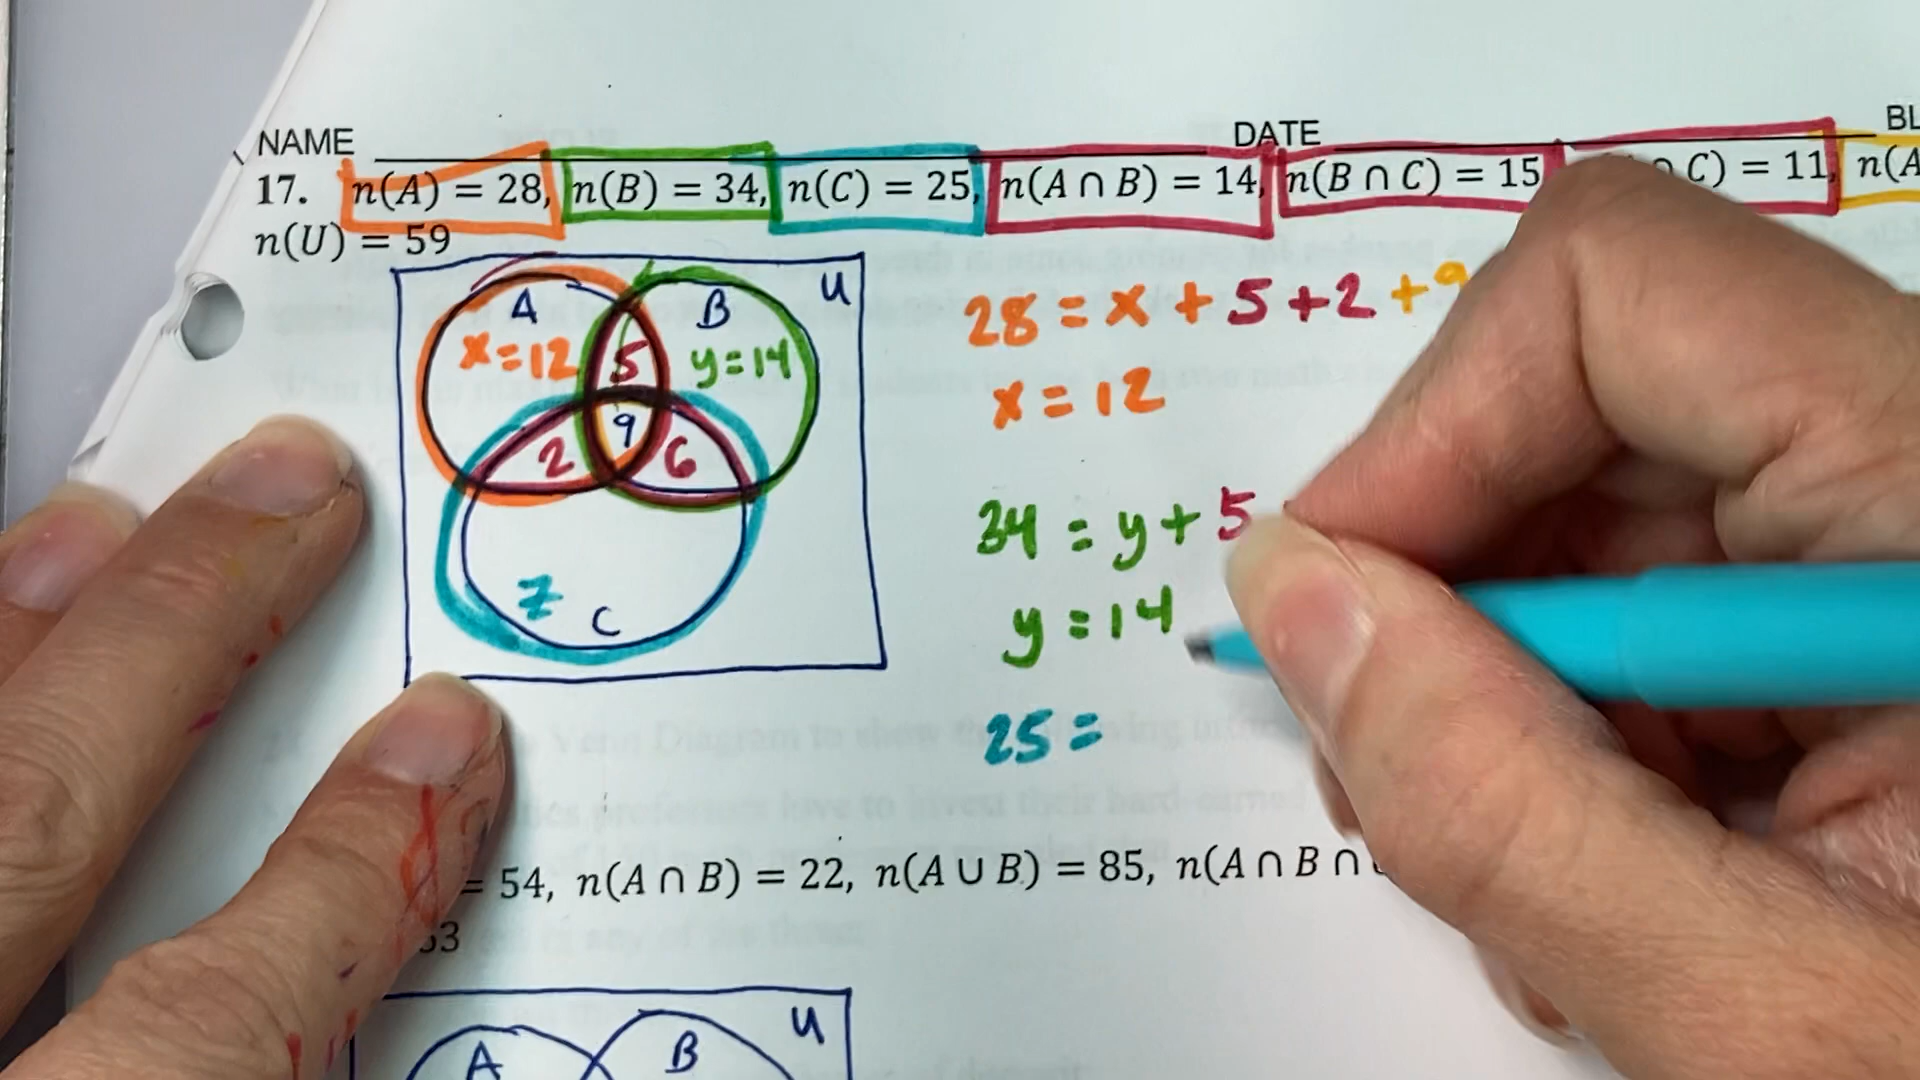 NAME DATE BL
17. n(A) = 28, n(B) = 34, n(C) = 25, n(A ∩ B) = 14, n(B ∩ C) = 15 ∩ C) = 11, n(A
n(U) = 59
A B U
x=12 5 y=14
9
2 6
z C
28 = x + 5 + 2 + 9
x = 12
34 = y + 5
y = 14
25 =
= 54, n(A ∩ B) = 22, n(A ∪ B) = 85, n(A ∩ B ∩
53
A B U